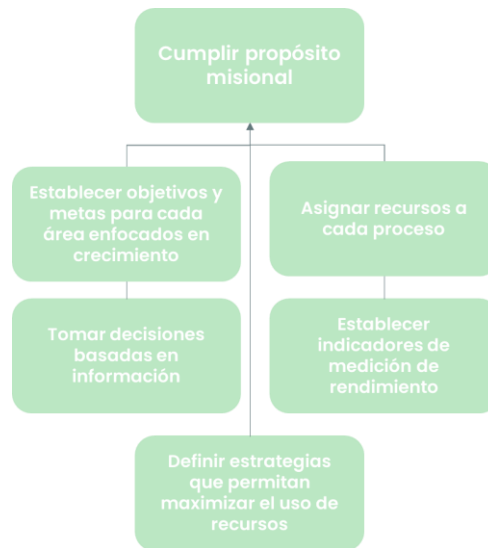 Cumplir propósito
misional
Establecer objetivos y
metas para cada
área enfocados en
crecimiento
Asignar recursos a
cada proceso
Tomar decisiones
basadas en
información
Establecer
indicadores de
medición de
rendimiento
Definir estrategias
que permitan
maximizar el uso de
recursos